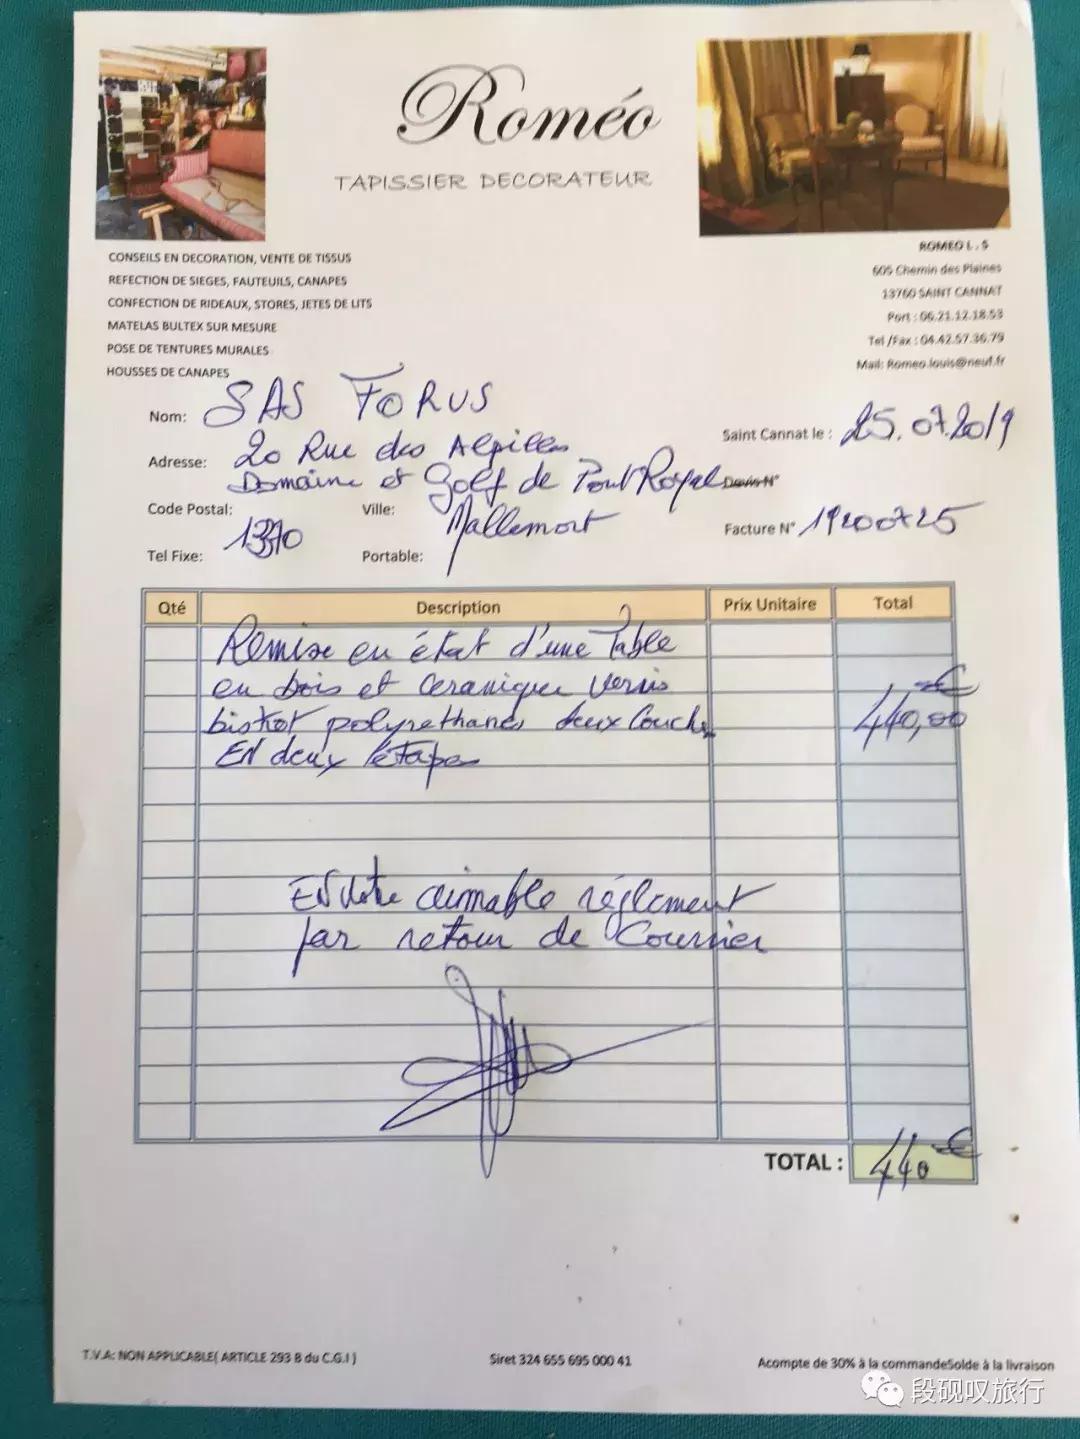 Roméo
TAPISSIER DECORATEUR
CONSEILS EN DECORATION, VENTE DE TISSUS
REFECTION DE SIEGES, FAUTEUILS, CANAPES
CONFECTION DE RIDEAUX, STORES, JETES DE LITS
MATELAS BULTEX SUR MESURE
POSE DE TENTURES MURALES
HOUSSES DE CANAPES
ROMEO L . S
605 Chemin des Plaines
13760 SAINT CANNAT
Port : 06.21.12.18.53
Tel /Fax : 04.42.57.36.79
Mail: Romeo.louis@neuf.fr
Nom: SAS FORUS
Saint Cannat le : 25.07.2019
Adresse: 20 Rue des Alpilles
Domaine et Golf de Pont Royal
Devis N°
Code Postal: 13370
Ville: Mallemort
Facture N° 19200725
Tel Fixe:
Portable:
Qté Description Prix Unitaire Total
Remise en état d'une Table
en bois et Ceramique Vernis
bistrot polyrethanes deux Couches 440,00 €
EN deux étapes
EN Votre aimable réglement
par retour de Courrier
TOTAL : 440 €
T.V.A: NON APPLICABLE( ARTICLE 293 B du C.G.I )
Siret 324 655 695 000 41
Acompte de 30% à la commandeSolde à la livraison
段砚叹旅行